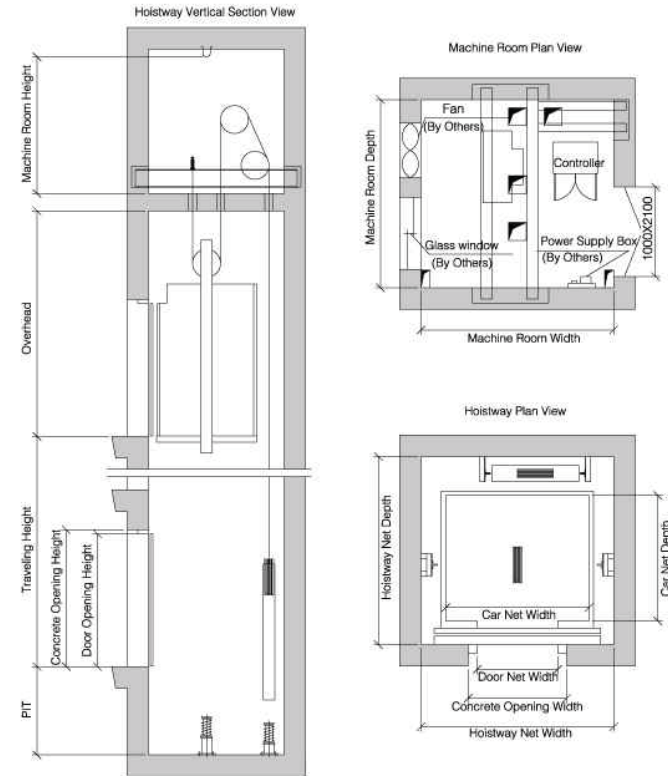 Hoistway Vertical Section View
Machine Room Height
Overhead
Traveling Height
Concrete Opening Height
Door Opening Height
PIT
Machine Room Plan View
Fan
(By Others)
Controller
Machine Room Depth
Glass window
(By Others)
Power Supply Box
(By Others)
1000X2100
Machine Room Width
Hoistway Plan View
Hoistway Net Depth
Car Net Depth
Car Net Width
Door Net Width
Concrete Opening Width
Hoistway Net Width